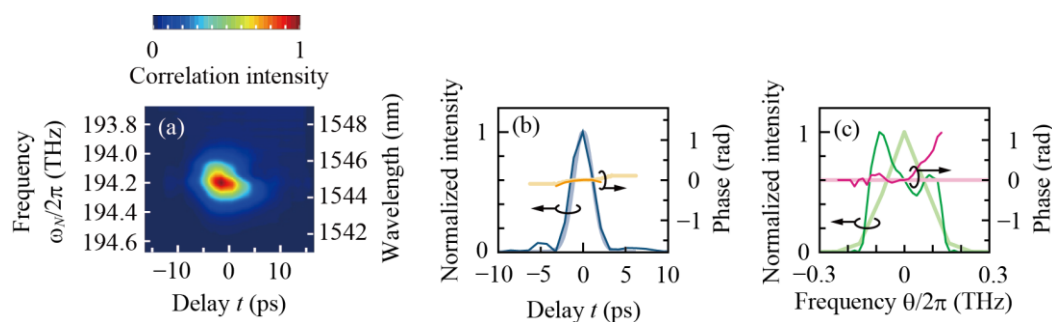 0 1
Correlation intensity
Frequency
ω_N/2π (THz)
193.8
194.0
194.2
194.4
194.6
(a)
1548
1546
1544
1542
Wavelength (nm)
−10 0 10
Delay t (ps)
Normalized intensity
1
0
(b)
1
0
−1
Phase (rad)
−10 −5 0 5 10
Delay t (ps)
Normalized intensity
1
0
(c)
1
0
−1
Phase (rad)
−0.3 0 0.3
Frequency θ/2π (THz)